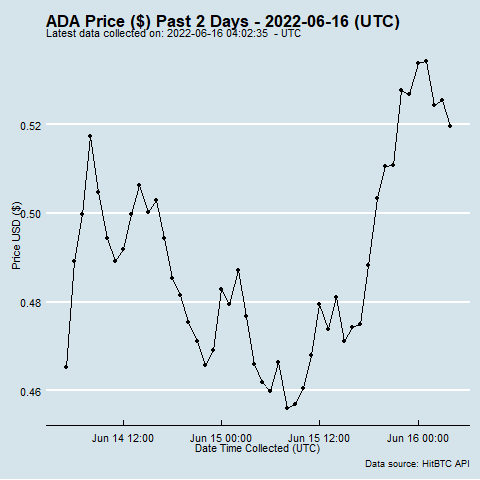 ADA Price ($) Past 2 Days - 2022-06-16 (UTC)
Latest data collected on: 2022-06-16 04:02:35  - UTC
0.52
0.50
0.48
0.46
Price USD ($)
Jun 14 12:00
Jun 15 00:00
Jun 15 12:00
Jun 16 00:00
Date Time Collected (UTC)
Data source: HitBTC API